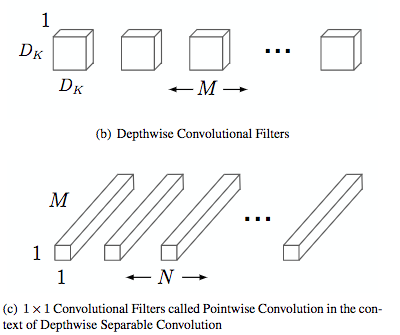 1
D_K
D_K
... 
← M →
(b) Depthwise Convolutional Filters
M
1
1
...
← N →
(c) 1 × 1 Convolutional Filters called Pointwise Convolution in the con-
text of Depthwise Separable Convolution